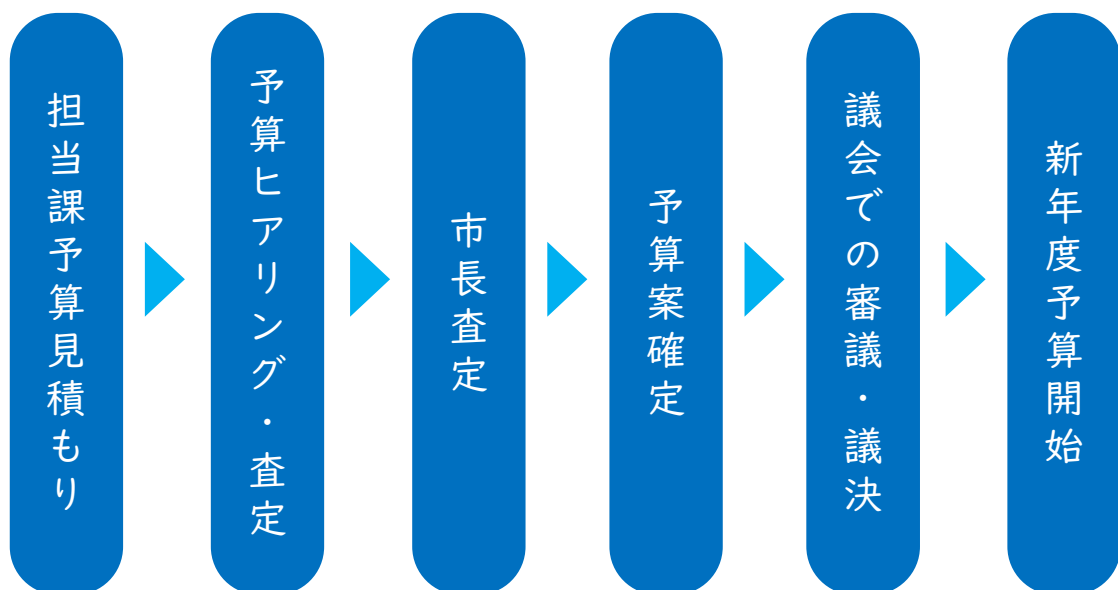 担当課予算見積もり
予算ヒアリング・査定
市長査定
予算案確定
議会での審議・議決
新年度予算開始